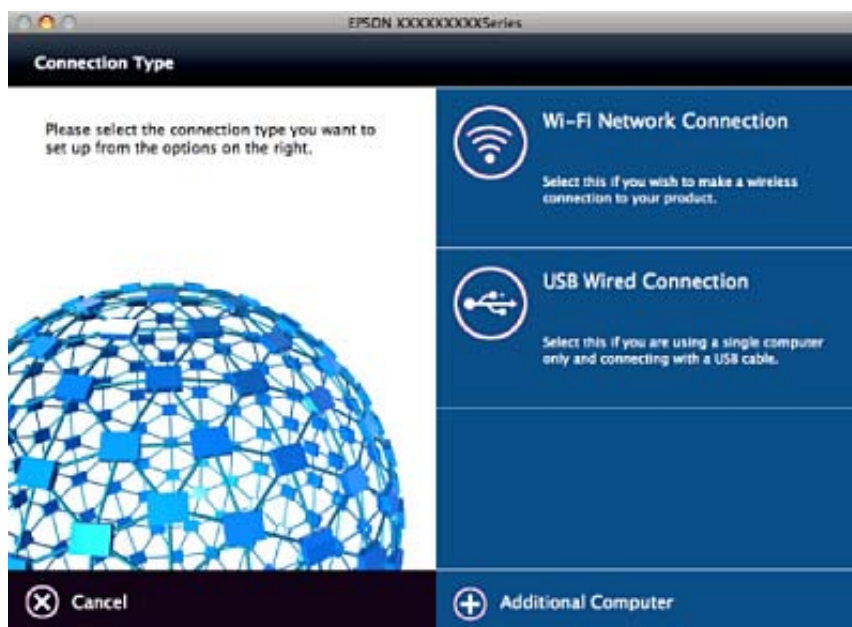 EPSON XXXXXXXXXSeries
Connection Type
Please select the connection type you want to
set up from the options on the right.
Wi-Fi Network Connection
Select this if you wish to make a wireless
connection to your product.
USB Wired Connection
Select this if you are using a single computer
only and connecting with a USB cable.
Cancel
Additional Computer